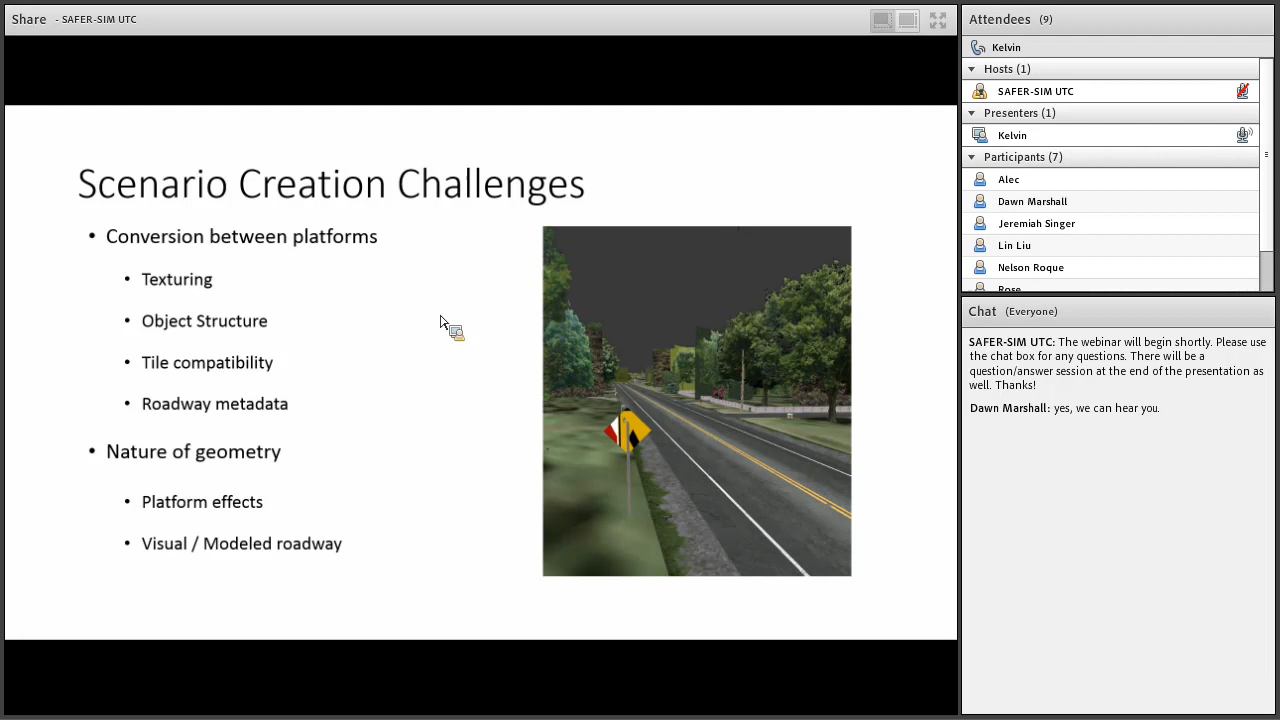 Share - SAFER-SIM UTC
Scenario Creation Challenges
• Conversion between platforms
• Texturing
• Object Structure
• Tile compatibility
• Roadway metadata
• Nature of geometry
• Platform effects
• Visual / Modeled roadway
Attendees (9)
Kelvin
Hosts (1)
SAFER-SIM UTC
Presenters (1)
Kelvin
Participants (7)
Alec
Dawn Marshall
Jeremiah Singer
Lin Liu
Nelson Roque
Rose
Chat (Everyone)
SAFER-SIM UTC: The webinar will begin shortly. Please use
the chat box for any questions. There will be a
question/answer session at the end of the presentation as
well. Thanks!
Dawn Marshall: yes, we can hear you.